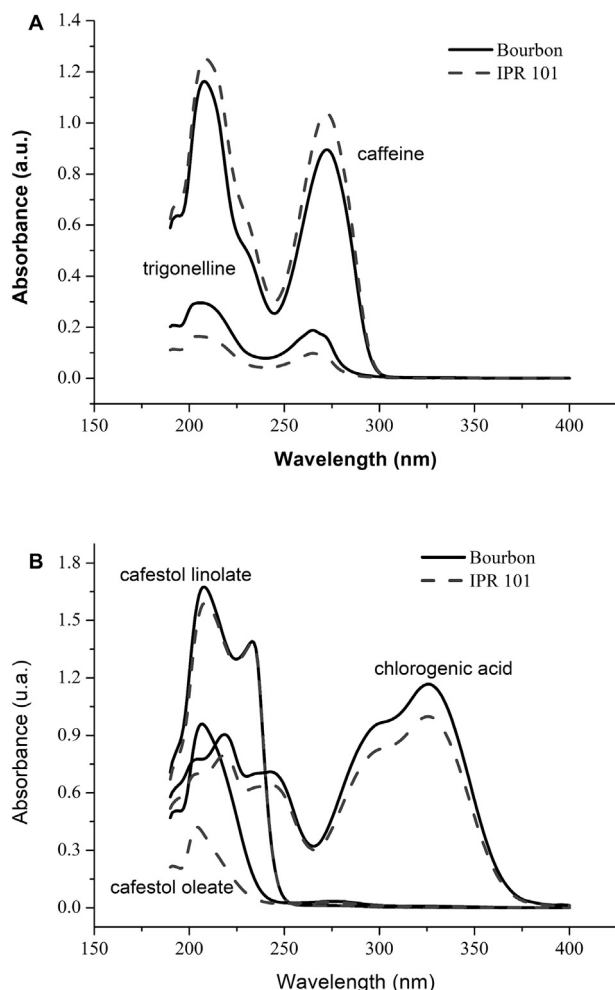 A
Absorbance (a.u.)
1.4
1.2
1.0
0.8
0.6
0.4
0.2
0.0
Bourbon
IPR 101
caffeine
trigonelline
150 200 250 300 350 400
Wavelength (nm)
B
Absorbance (u.a.)
1.8
1.5
1.2
0.9
0.6
0.3
0.0
Bourbon
IPR 101
cafestol linolate
chlorogenic acid
cafestol oleate
150 200 250 300 350 400
Wavelength (nm)